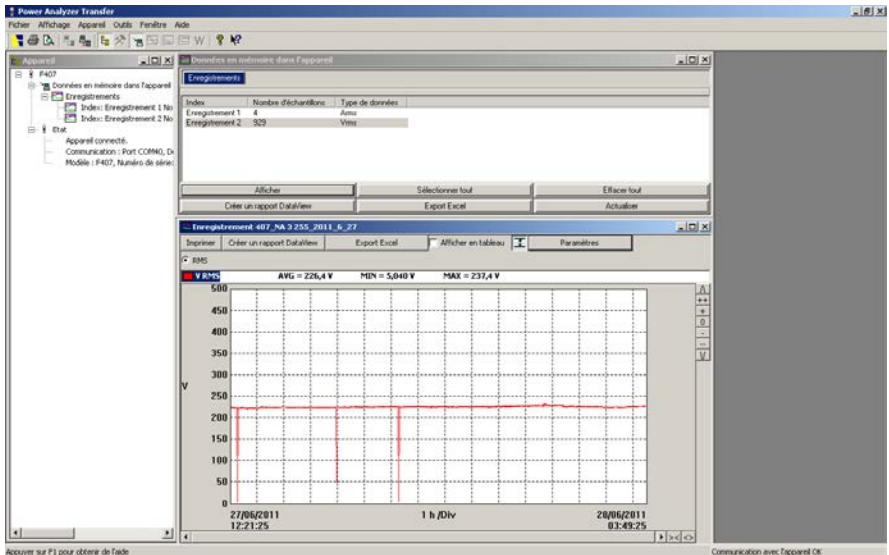 Power Analyzer Transfer
Fichier Affichage Appareil Outils Fenêtre Aide
Appareil
F407
Données en mémoire dans l'appareil
Enregistrements
Index: Enregistrement 1 No
Index: Enregistrement 2 No
Etat
Appareil connecté.
Communication : Port COM40, De
Modèle : F407, Numéro de série:
Données en mémoire dans l'appareil
Enregistrements
Index Nombre d'échantillons Type de données
Enregistrement 1 4 Arms
Enregistrement 2 929 Vrms
Afficher Sélectionner tout Effacer tout
Créer un rapport DataView Export Excel Actualiser
Enregistrement 407_NA 3 255_2011_6_27
Imprimer Créer un rapport DataView Export Excel Afficher en tableau Paramètres
RMS
V RMS AVG = 226,4 V MIN = 5,040 V MAX = 237,4 V
500
450
400
350
300
V
250
200
150
100
50
0
27/06/2011 1 h /Div 28/06/2011
12:21:25 03:49:25
Appuyer sur F1 pour obtenir de l'aide Communication avec l'appareil OK